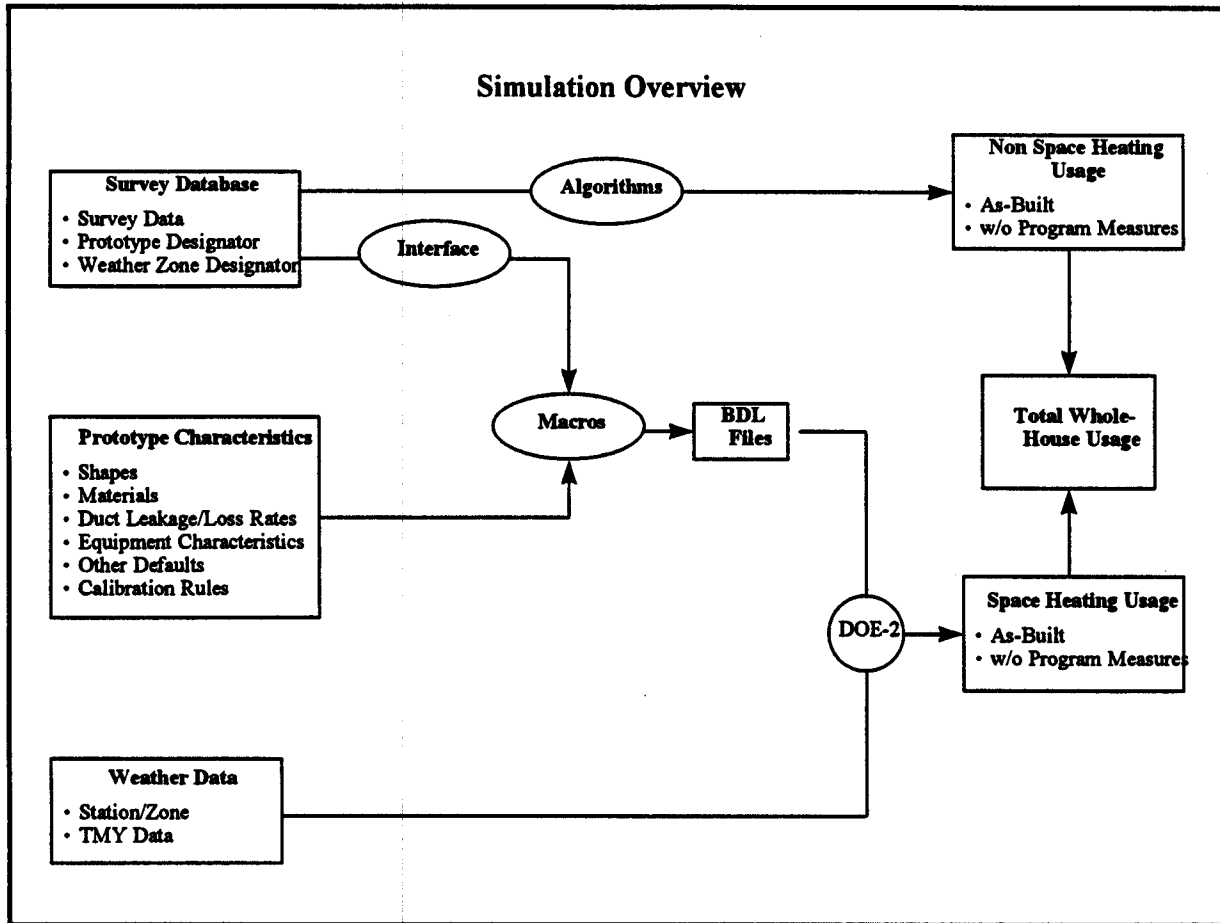 Simulation Overview
Survey Database
• Survey Data
• Prototype Designator
• Weather Zone Designator
Algorithms
Interface
Non Space Heating
Usage
• As-Built
• w/o Program Measures
Prototype Characteristics
• Shapes
• Materials
• Duct Leakage/Loss Rates
• Equipment Characteristics
• Other Defaults
• Calibration Rules
Macros
BDL
Files
Total Whole-
House Usage
DOE-2
Space Heating Usage
• As-Built
• w/o Program Measures
Weather Data
• Station/Zone
• TMY Data